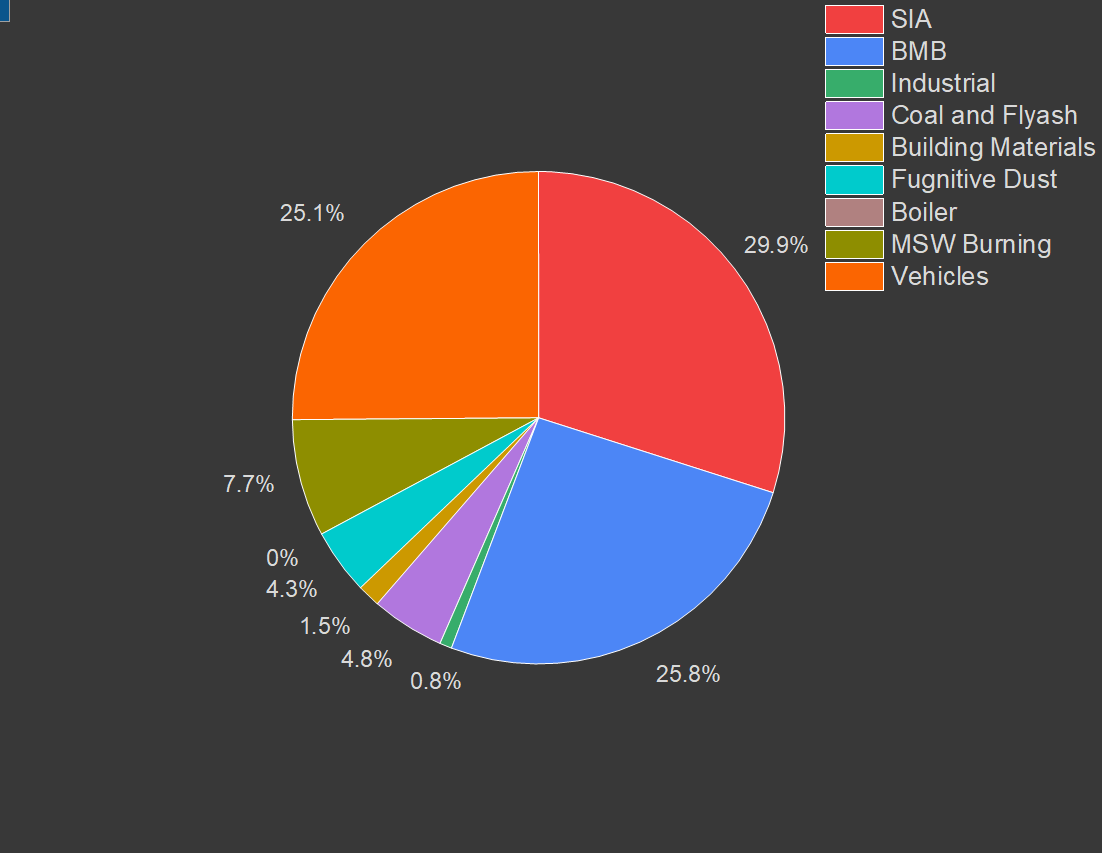 SIA
BMB
Industrial
Coal and Flyash
Building Materials
Fugnitive Dust
Boiler
MSW Burning
Vehicles
25.1%
29.9%
7.7%
0%
4.3%
1.5%
4.8%
0.8%
25.8%